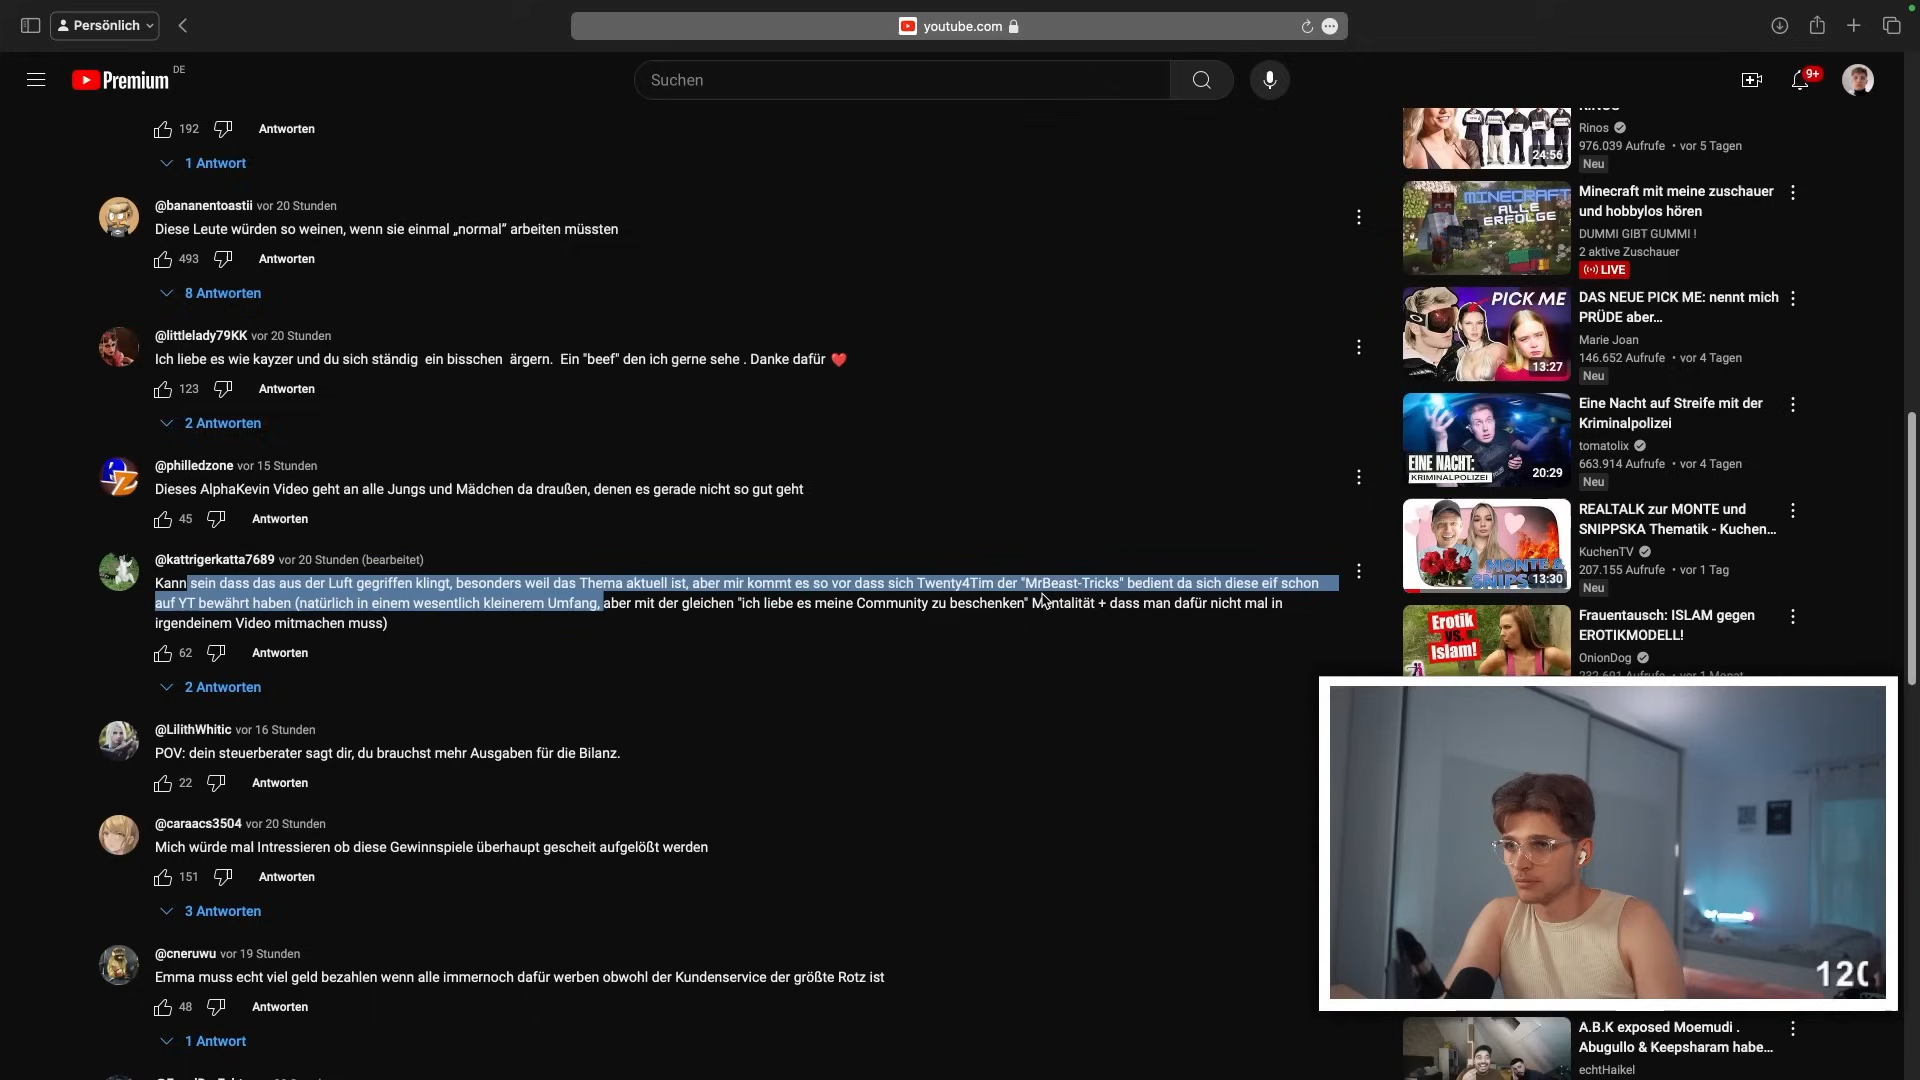 Persönlich
youtube.com
Premium
DE
Suchen
9+
192
Antworten
1 Antwort
@bananentoastii vor 20 Stunden
Diese Leute würden so weinen, wenn sie einmal „normal” arbeiten müssten
493
Antworten
8 Antworten
@littlelady79KK vor 20 Stunden
Ich liebe es wie kayzer und du sich ständig ein bisschen ärgern. Ein "beef" den ich gerne sehe . Danke dafür ❤️
123
Antworten
2 Antworten
@philledzone vor 15 Stunden
Dieses AlphaKevin Video geht an alle Jungs und Mädchen da draußen, denen es gerade nicht so gut geht
45
Antworten
@kattrigerkatta7689 vor 20 Stunden (bearbeitet)
Kann sein dass das aus der Luft gegriffen klingt, besonders weil das Thema aktuell ist, aber mir kommt es so vor dass sich Twenty4Tim der "MrBeast-Tricks" bedient da sich diese eif schon
auf YT bewährt haben (natürlich in einem wesentlich kleinerem Umfang, aber mit der gleichen "ich liebe es meine Community zu beschenken" Mentalität + dass man dafür nicht mal in
irgendeinem Video mitmachen muss)
62
Antworten
2 Antworten
@LilithWhitic vor 16 Stunden
POV: dein steuerberater sagt dir, du brauchst mehr Ausgaben für die Bilanz.
22
Antworten
@caraacs3504 vor 20 Stunden
Mich würde mal Intressieren ob diese Gewinnspiele überhaupt gescheit aufgelößt werden
151
Antworten
3 Antworten
@cneruwu vor 19 Stunden
Emma muss echt viel geld bezahlen wenn alle immernoch dafür werben obwohl der Kundenservice der größte Rotz ist
48
Antworten
1 Antwort
24:56
Rinos
976.039 Aufrufe • vor 5 Tagen
Neu
MINECRAFT
ALLE
ERFOLGE
Minecraft mit meine zuschauer
und hobbylos hören
DUMMI GIBT GUMMI !
2 aktive Zuschauer
LIVE
PICK ME
13:27
DAS NEUE PICK ME: nennt mich
PRÜDE aber...
Marie Joan
146.652 Aufrufe • vor 4 Tagen
Neu
EINE NACHT:
KRIMINALPOLIZEI
20:29
Eine Nacht auf Streife mit der
Kriminalpolizei
tomatolix
663.914 Aufrufe • vor 4 Tagen
Neu
MONTE &
SNIPS
13:30
REALTALK zur MONTE und
SNIPPSKA Thematik - Kuchen...
KuchenTV
207.155 Aufrufe • vor 1 Tag
Neu
Erotik
vs.
Islam!
Frauentausch: ISLAM gegen
EROTIKMODELL!
OnionDog
120
A.B.K exposed Moemudi .
Abugullo & Keepsharam habe...
echtHaikel